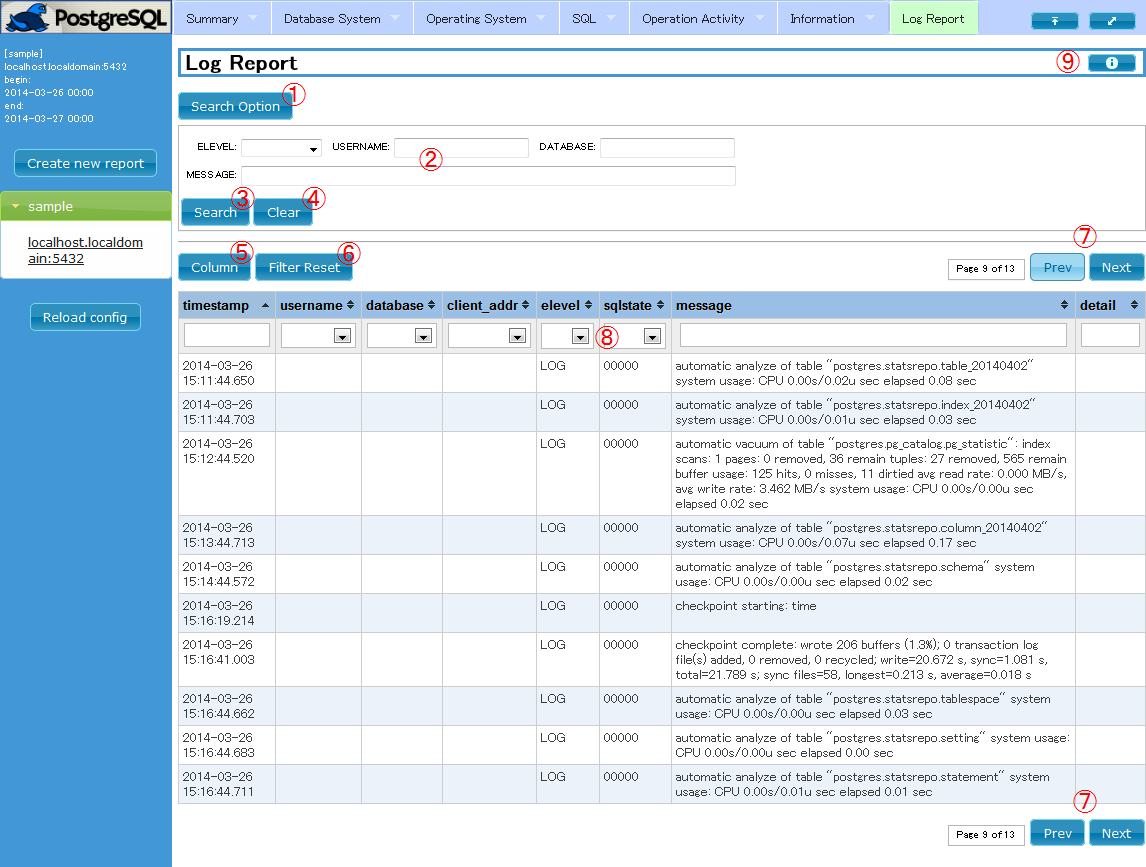 PostgreSQL
Summary Database System Operating System SQL Operation Activity Information Log Report
[sample]
localhost.localdomain:5432
begin:
2014-03-26 00:00
end:
2014-03-27 00:00
Create new report
sample
localhost.localdom
ain:5432
Reload config
Log Report ⑨
Search Option ①
ELEVEL: USERNAME: ② DATABASE:
MESSAGE:
Search ③ Clear ④
Column ⑤ Filter Reset ⑥ Page 9 of 13 Prev ⑦ Next
timestamp username database client_addr elevel sqlstate message detail
⑧
2014-03-26 LOG 00000 automatic analyze of table "postgres.statsrepo.table_20140402"
15:11:44.650 system usage: CPU 0.00s/0.02u sec elapsed 0.08 sec
2014-03-26 LOG 00000 automatic analyze of table "postgres.statsrepo.index_20140402"
15:11:44.703 system usage: CPU 0.00s/0.01u sec elapsed 0.03 sec
2014-03-26 LOG 00000 automatic vacuum of table "postgres.pg_catalog.pg_statistic": index
15:12:44.520 scans: 1 pages: 0 removed, 36 remain tuples: 27 removed, 565 remain
buffer usage: 125 hits, 0 misses, 11 dirtied avg read rate: 0.000 MB/s,
avg write rate: 3.462 MB/s system usage: CPU 0.00s/0.00u sec
elapsed 0.02 sec
2014-03-26 LOG 00000 automatic analyze of table "postgres.statsrepo.column_20140402"
15:13:44.713 system usage: CPU 0.00s/0.07u sec elapsed 0.17 sec
2014-03-26 LOG 00000 automatic analyze of table "postgres.statsrepo.schema" system
15:14:44.572 usage: CPU 0.00s/0.00u sec elapsed 0.02 sec
2014-03-26 LOG 00000 checkpoint starting: time
15:16:19.214
2014-03-26 LOG 00000 checkpoint complete: wrote 206 buffers (1.3%); 0 transaction log
15:16:41.003 file(s) added, 0 removed, 0 recycled; write=20.672 s, sync=1.081 s,
total=21.789 s; sync files=58, longest=0.213 s, average=0.018 s
2014-03-26 LOG 00000 automatic analyze of table "postgres.statsrepo.tablespace" system
15:16:44.662 usage: CPU 0.00s/0.00u sec elapsed 0.03 sec
2014-03-26 LOG 00000 automatic analyze of table "postgres.statsrepo.setting" system usage:
15:16:44.683 CPU 0.00s/0.00u sec elapsed 0.00 sec
2014-03-26 LOG 00000 automatic analyze of table "postgres.statsrepo.statement" system
15:16:44.711 usage: CPU 0.00s/0.01u sec elapsed 0.01 sec
⑦
Page 9 of 13 Prev Next